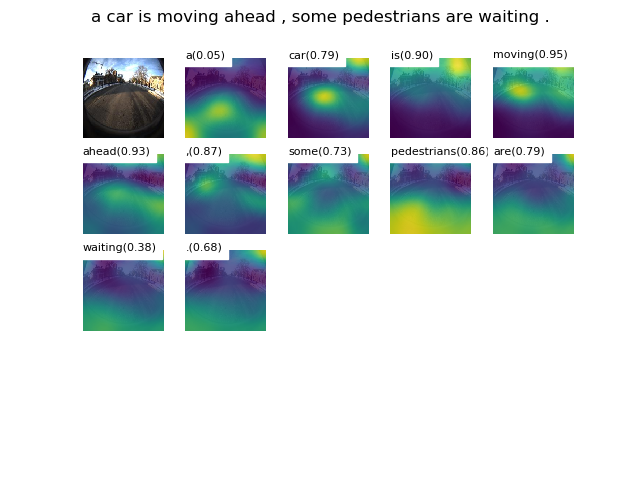 a car is moving ahead , some pedestrians are waiting .
a(0.05) car(0.79) is(0.90) moving(0.95)
ahead(0.93) ,(0.87) some(0.73) pedestrians(0.86) are(0.79)
waiting(0.38) .(0.68)